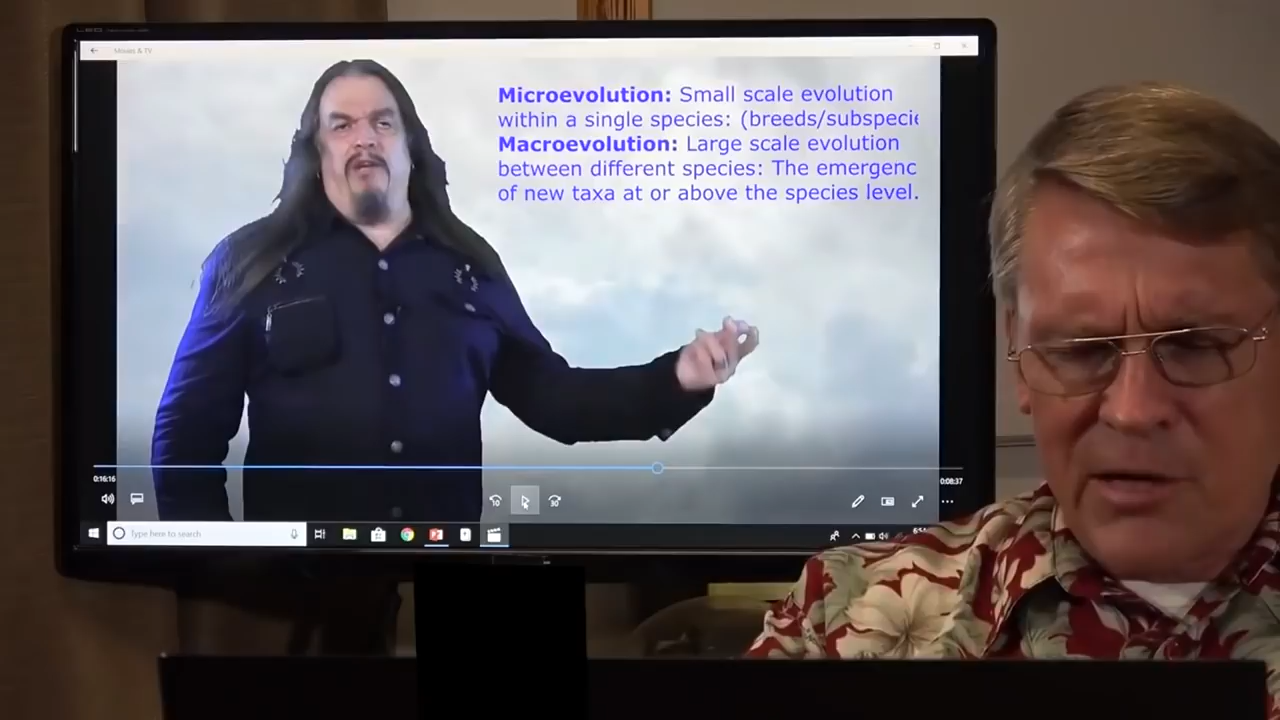 Movies & TV
Microevolution: Small scale evolution
within a single species: (breeds/subspecie
Macroevolution: Large scale evolution
between different species: The emergenc
of new taxa at or above the species level.
0:16:16
0:08:37
10
30
Type here to search